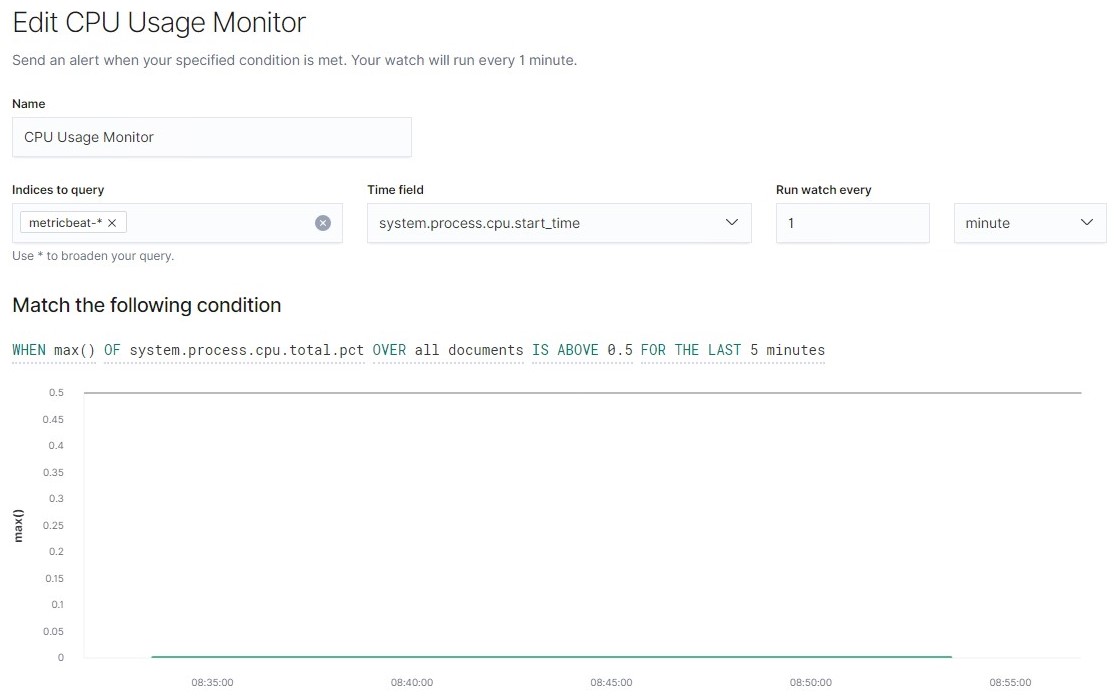 Edit CPU Usage Monitor
Send an alert when your specified condition is met. Your watch will run every 1 minute.
Name
CPU Usage Monitor
Indices to query
Time field
Run watch every
metricbeat-*
system.process.cpu.start_time
1
minute
Use * to broaden your query.
Match the following condition
WHEN max() OF system.process.cpu.total.pct OVER all documents IS ABOVE 0.5 FOR THE LAST 5 minutes
0.5
0.45
0.4
0.35
0.3
0.25
0.2
0.15
0.1
0.05
0
max()
08:35:00
08:40:00
08:45:00
08:50:00
08:55:00